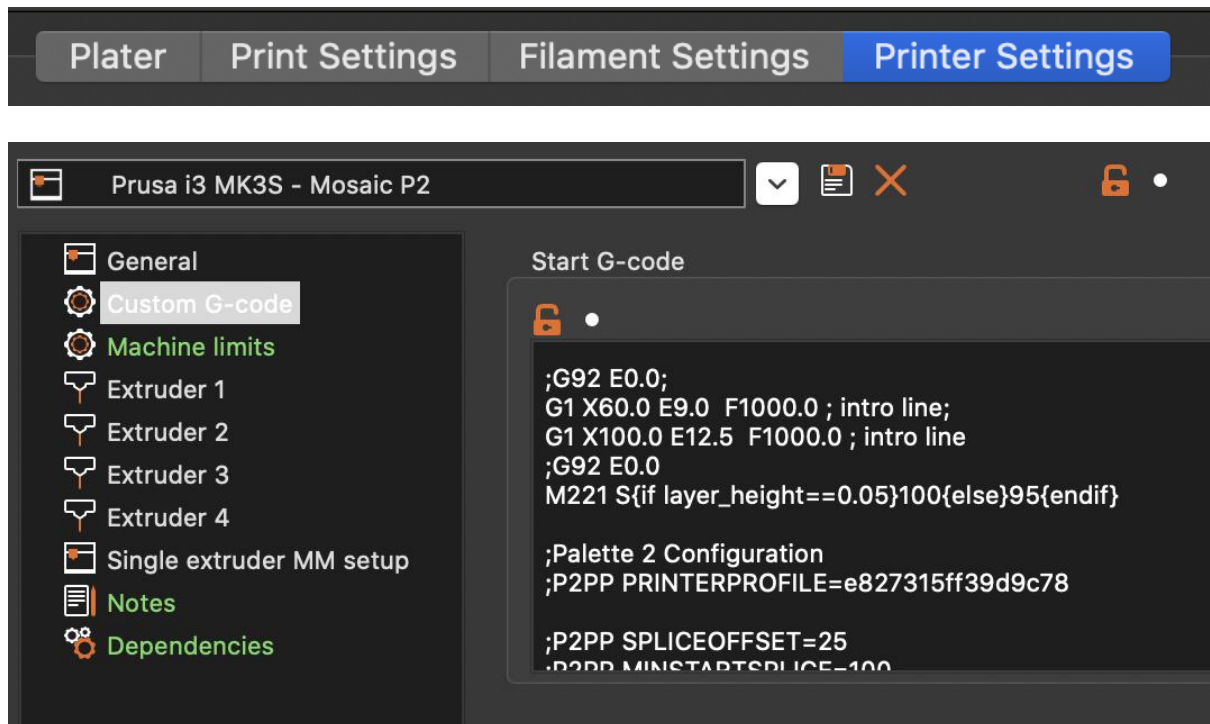 Plater Print Settings Filament Settings Printer Settings
Prusa i3 MK3S - Mosaic P2
General
Custom G-code
Machine limits
Extruder 1
Extruder 2
Extruder 3
Extruder 4
Single extruder MM setup
Notes
Dependencies
Start G-code
;G92 E0.0;
G1 X60.0 E9.0  F1000.0 ; intro line;
G1 X100.0 E12.5  F1000.0 ; intro line
;G92 E0.0
M221 S{if layer_height==0.05}100{else}95{endif}
;Palette 2 Configuration
;P2PP PRINTERPROFILE=e827315ff39d9c78
;P2PP SPLICEOFFSET=25
;P2PP MINSTARTSPLICE=100